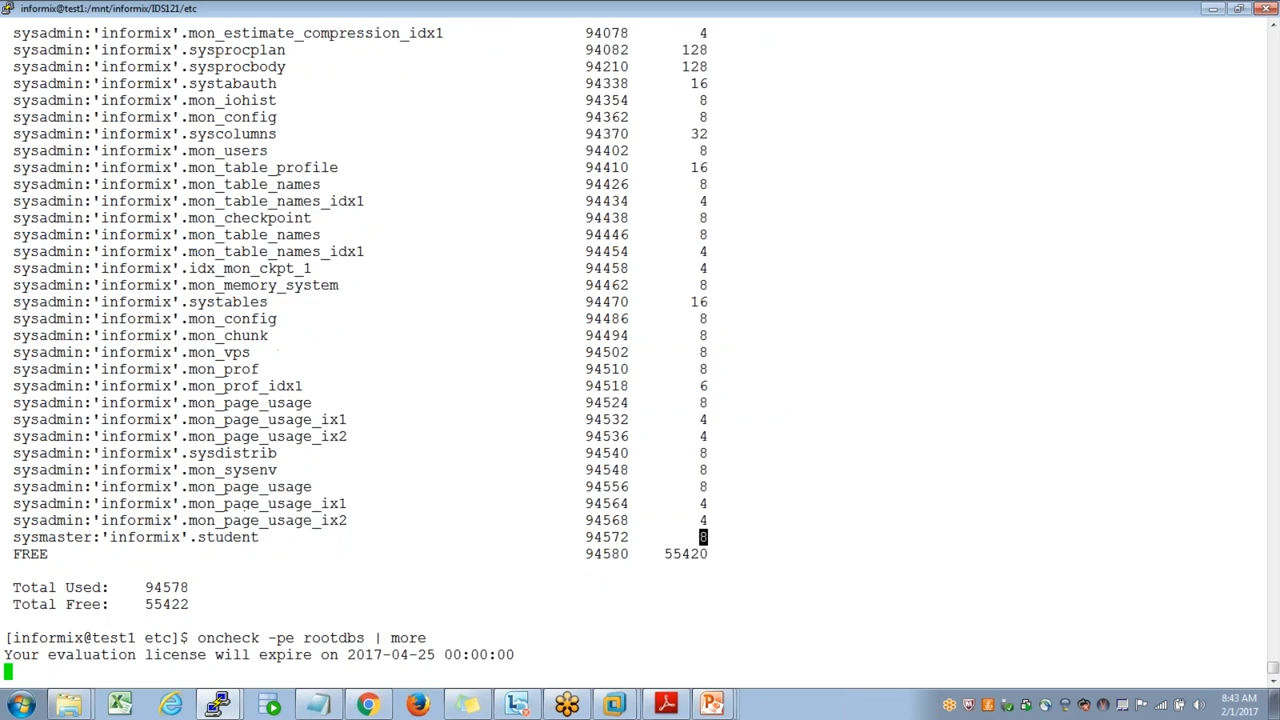 informix@test1:/mnt/informix/IDS121/etc
sysadmin:'informix'.mon_estimate_compression_idx1 94078 4
sysadmin:'informix'.sysprocplan 94082 128
sysadmin:'informix'.sysprocbody 94210 128
sysadmin:'informix'.systabauth 94338 16
sysadmin:'informix'.mon_iohist 94354 8
sysadmin:'informix'.mon_config 94362 8
sysadmin:'informix'.syscolumns 94370 32
sysadmin:'informix'.mon_users 94402 8
sysadmin:'informix'.mon_table_profile 94410 16
sysadmin:'informix'.mon_table_names 94426 8
sysadmin:'informix'.mon_table_names_idx1 94434 4
sysadmin:'informix'.mon_checkpoint 94438 8
sysadmin:'informix'.mon_table_names 94446 8
sysadmin:'informix'.mon_table_names_idx1 94454 4
sysadmin:'informix'.idx_mon_ckpt_1 94458 4
sysadmin:'informix'.mon_memory_system 94462 8
sysadmin:'informix'.systables 94470 16
sysadmin:'informix'.mon_config 94486 8
sysadmin:'informix'.mon_chunk 94494 8
sysadmin:'informix'.mon_vps 94502 8
sysadmin:'informix'.mon_prof 94510 8
sysadmin:'informix'.mon_prof_idx1 94518 6
sysadmin:'informix'.mon_page_usage 94524 8
sysadmin:'informix'.mon_page_usage_ix1 94532 4
sysadmin:'informix'.mon_page_usage_ix2 94536 4
sysadmin:'informix'.sysdistrib 94540 8
sysadmin:'informix'.mon_sysenv 94548 8
sysadmin:'informix'.mon_page_usage 94556 8
sysadmin:'informix'.mon_page_usage_ix1 94564 4
sysadmin:'informix'.mon_page_usage_ix2 94568 4
sysmaster:'informix'.student 94572 8
FREE 94580 55420
Total Used: 94578
Total Free: 55422
[informix@test1 etc]$ oncheck -pe rootdbs | more
Your evaluation license will expire on 2017-04-25 00:00:00
8:43 AM
2/1/2017